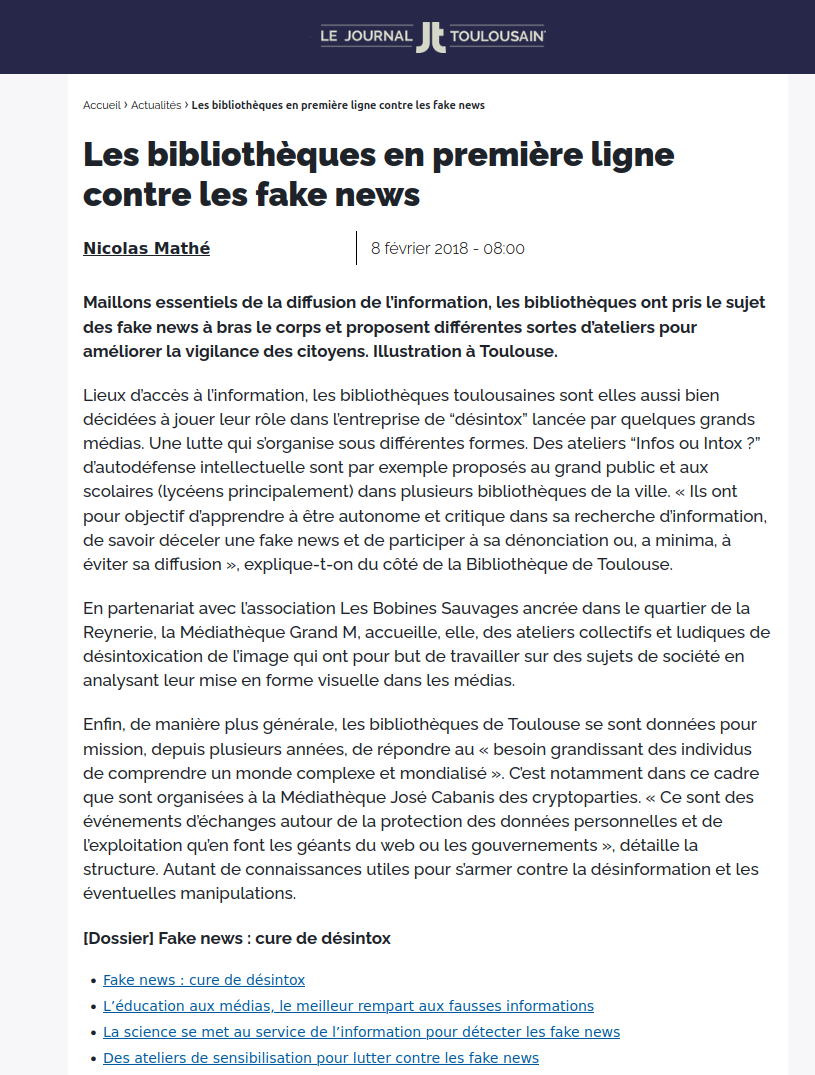 LE JOURNAL Jt TOULOUSAIN
Accueil › Actualités › Les bibliothèques en première ligne contre les fake news
Les bibliothèques en première ligne
contre les fake news
Nicolas Mathé
8 février 2018 - 08:00
Maillons essentiels de la diffusion de l’information, les bibliothèques ont pris le sujet
des fake news à bras le corps et proposent différentes sortes d’ateliers pour
améliorer la vigilance des citoyens. Illustration à Toulouse.
Lieux d’accès à l’information, les bibliothèques toulousaines sont elles aussi bien
décidées à jouer leur rôle dans l’entreprise de “désintox” lancée par quelques grands
médias. Une lutte qui s’organise sous différentes formes. Des ateliers “Infos ou Intox ?”
d’autodéfense intellectuelle sont par exemple proposés au grand public et aux
scolaires (lycéens principalement) dans plusieurs bibliothèques de la ville. « Ils ont
pour objectif d’apprendre à être autonome et critique dans sa recherche d’information,
de savoir déceler une fake news et de participer à sa dénonciation ou, a minima, à
éviter sa diffusion », explique-t-on du côté de la Bibliothèque de Toulouse.
En partenariat avec l’association Les Bobines Sauvages ancrée dans le quartier de la
Reynerie, la Médiathèque Grand M, accueille, elle, des ateliers collectifs et ludiques de
désintoxication de l’image qui ont pour but de travailler sur des sujets de société en
analysant leur mise en forme visuelle dans les médias.
Enfin, de manière plus générale, les bibliothèques de Toulouse se sont données pour
mission, depuis plusieurs années, de répondre au « besoin grandissant des individus
de comprendre un monde complexe et mondialisé ». C’est notamment dans ce cadre
que sont organisées à la Médiathèque José Cabanis des cryptoparties. « Ce sont des
événements d’échanges autour de la protection des données personnelles et de
l’exploitation qu’en font les géants du web ou les gouvernements », détaille la
structure. Autant de connaissances utiles pour s’armer contre la désinformation et les
éventuelles manipulations.
[Dossier] Fake news : cure de désintox
• Fake news : cure de désintox
• L’éducation aux médias, le meilleur rempart aux fausses informations
• La science se met au service de l’information pour détecter les fake news
• Des ateliers de sensibilisation pour lutter contre les fake news